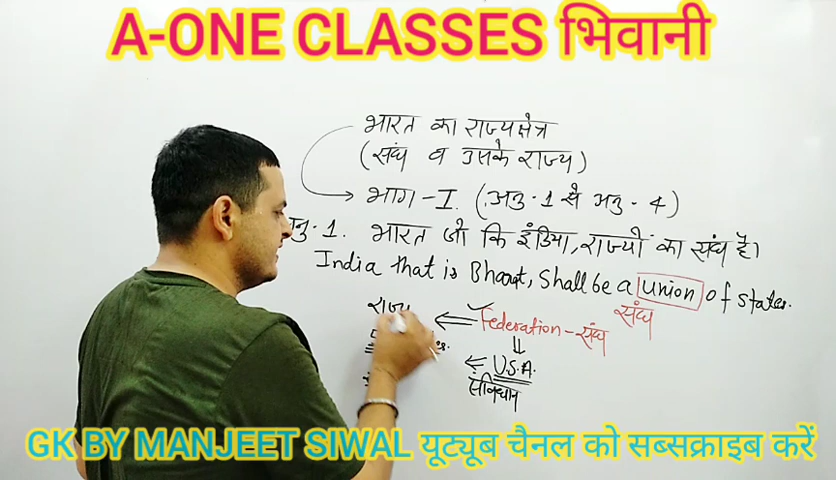 A-ONE CLASSES भिवानी
भारत का राज्यक्षेत्र
(संघ व उसके राज्य)
भाग - I. (अनु. 1 से अनु - 4)
नु. 1. भारत जो कि इंडिया, राज्यों का संघ है।
India that is Bharat, Shall be a union of states.
संघ
राज्य ⇐ Federation - संघ
⇓
← U.S.A.
संविधान
GK BY MANJEET SIWAL यूट्यूब चैनल को सब्सक्राइब करें